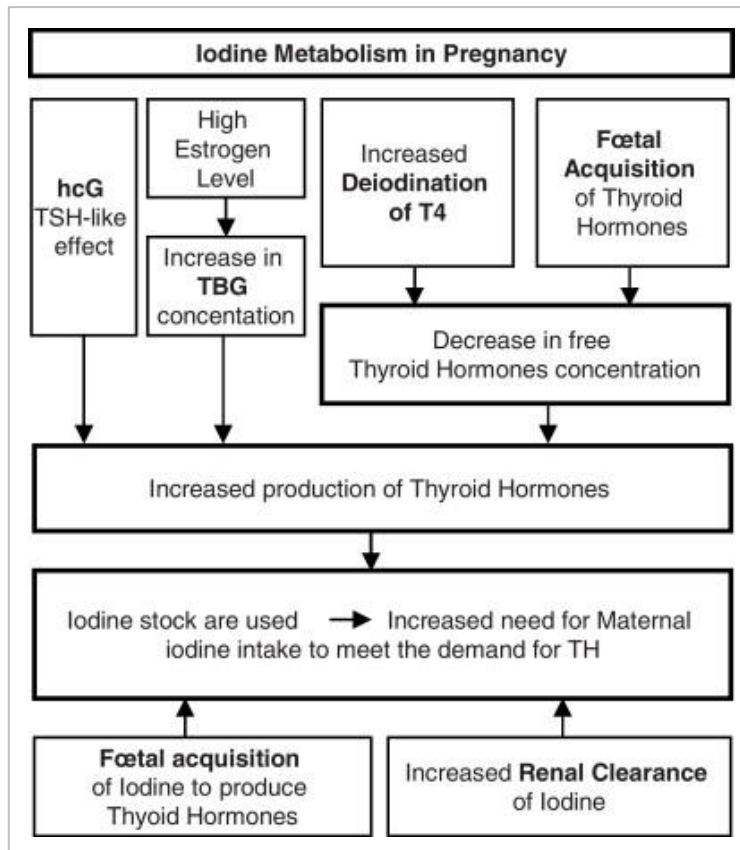 Iodine Metabolism in Pregnancy
hcG
TSH-like
effect
High
Estrogen
Level
Increase in
TBG
concentation
Increased
Deiodination
of T4
Fœtal
Acquisition
of Thyroid
Hormones
Decrease in free
Thyroid Hormones concentration
Increased production of Thyroid Hormones
Iodine stock are used → Increased need for Maternal
iodine intake to meet the demand for TH
Fœtal acquisition
of Iodine to produce
Thyoid Hormones
Increased Renal Clearance
of Iodine